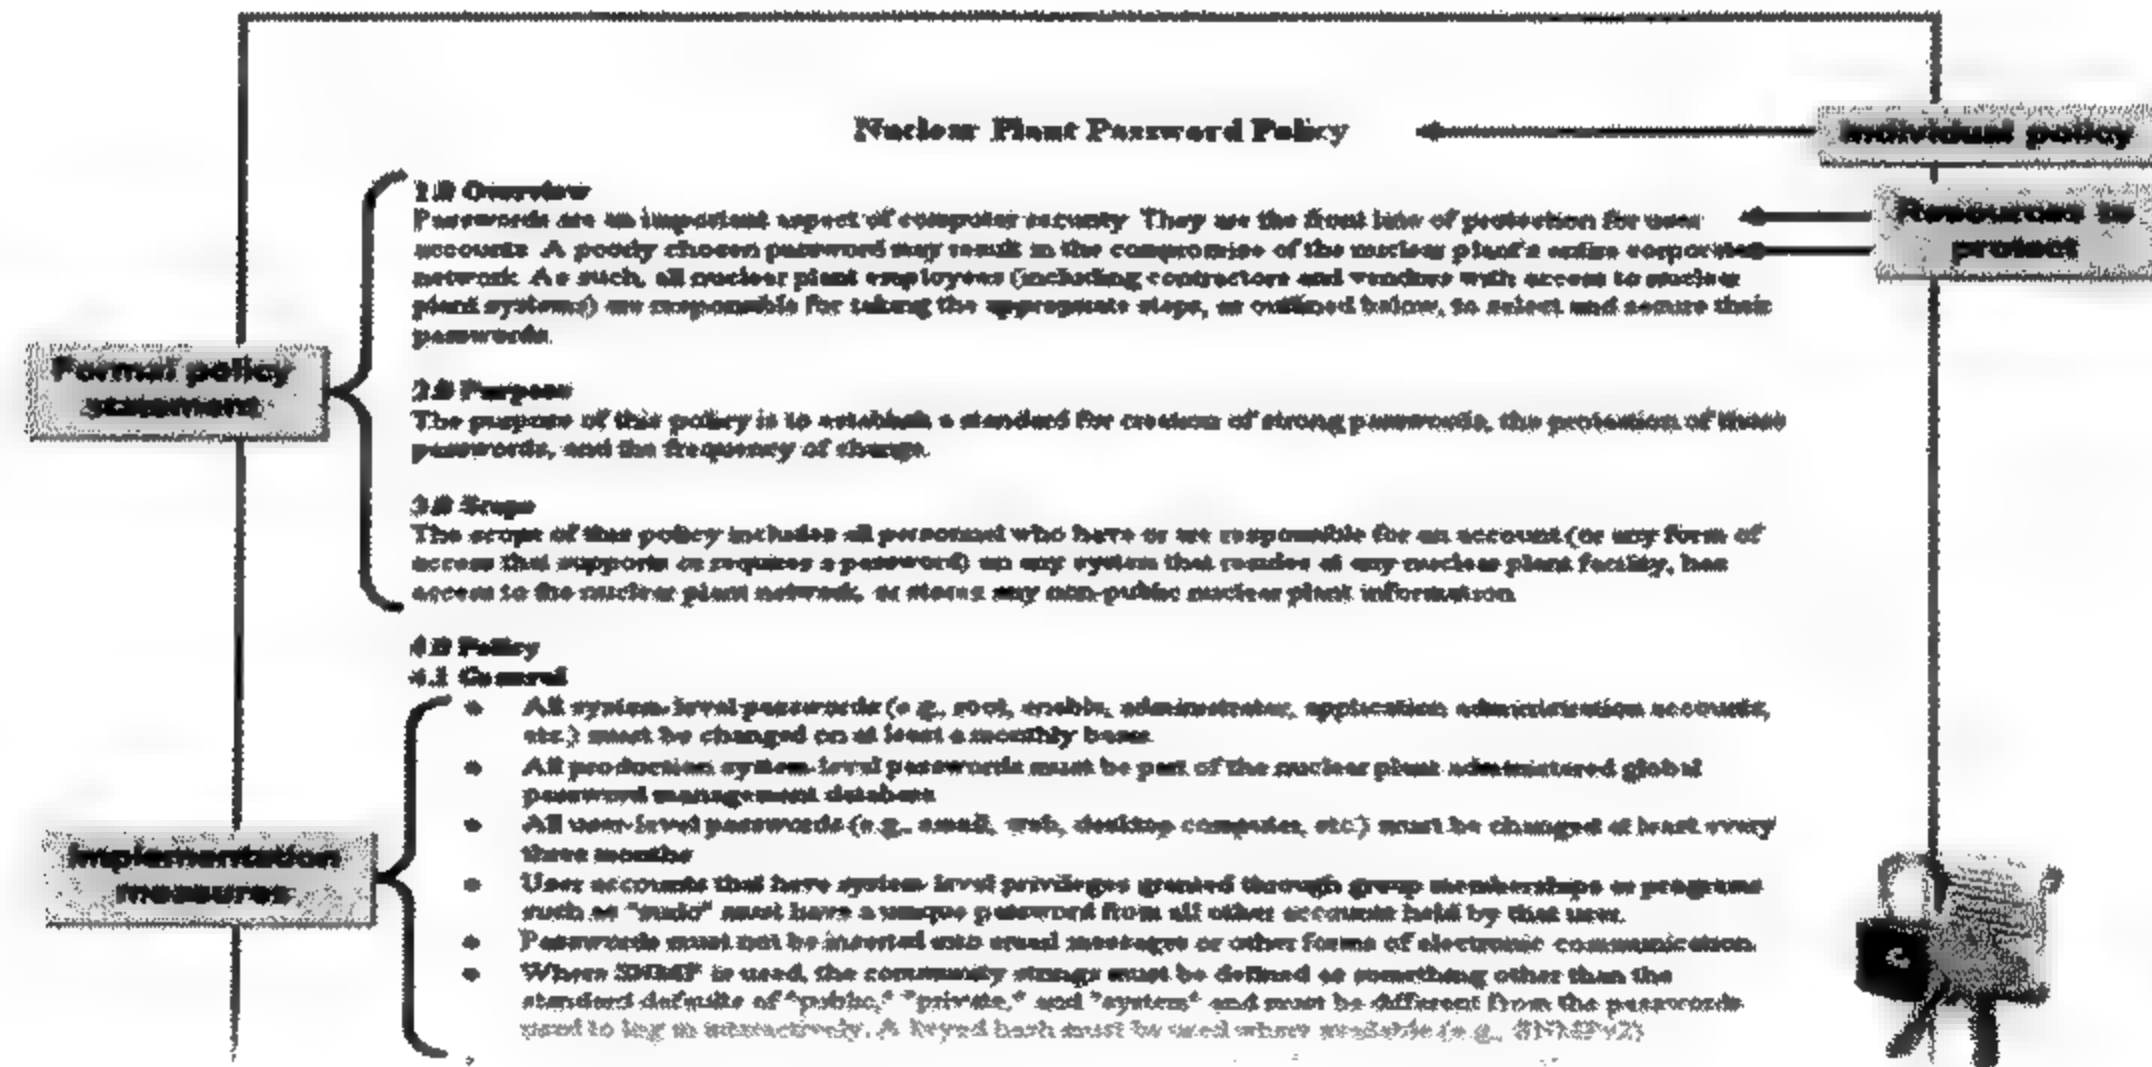 Nuclear Plant Password Policy
Individual policy
1.0 Overview
Passwords are an important aspect of computer security. They are the front line of protection for user
accounts. A poorly chosen password may result in the compromise of the nuclear plant's entire corporate
network. As such, all nuclear plant employees (including contractors and vendors with access to nuclear
plant systems) are responsible for taking the appropriate steps, as outlined below, to select and secure their
passwords.
Resources to
protect
Formal policy
statement
2.0 Purpose
The purpose of this policy is to establish a standard for creation of strong passwords, the protection of those
passwords, and the frequency of change.
3.0 Scope
The scope of this policy includes all personnel who have or are responsible for an account (or any form of
access that supports or requires a password) on any system that resides at any nuclear plant facility, has
access to the nuclear plant network, or stores any non-public nuclear plant information.
4.0 Policy
4.1 General
Implementation
measures
• All system-level passwords (e.g., root, enable, administrator, application administration accounts,
etc.) must be changed on at least a monthly basis.
• All production system-level passwords must be part of the nuclear plant administered global
password management database.
• All user-level passwords (e.g., email, web, desktop computer, etc.) must be changed at least every
three months
• User accounts that have system-level privileges granted through group memberships or programs
such as "sudo" must have a unique password from all other accounts held by that user.
• Passwords must not be inserted into email messages or other forms of electronic communication.
• Where SNMP is used, the community strings must be defined as something other than the
standard defaults of "public," "private," and "system" and must be different from the passwords
used to log in interactively. A keyed hash must be used where available (e.g., SNMPv2)